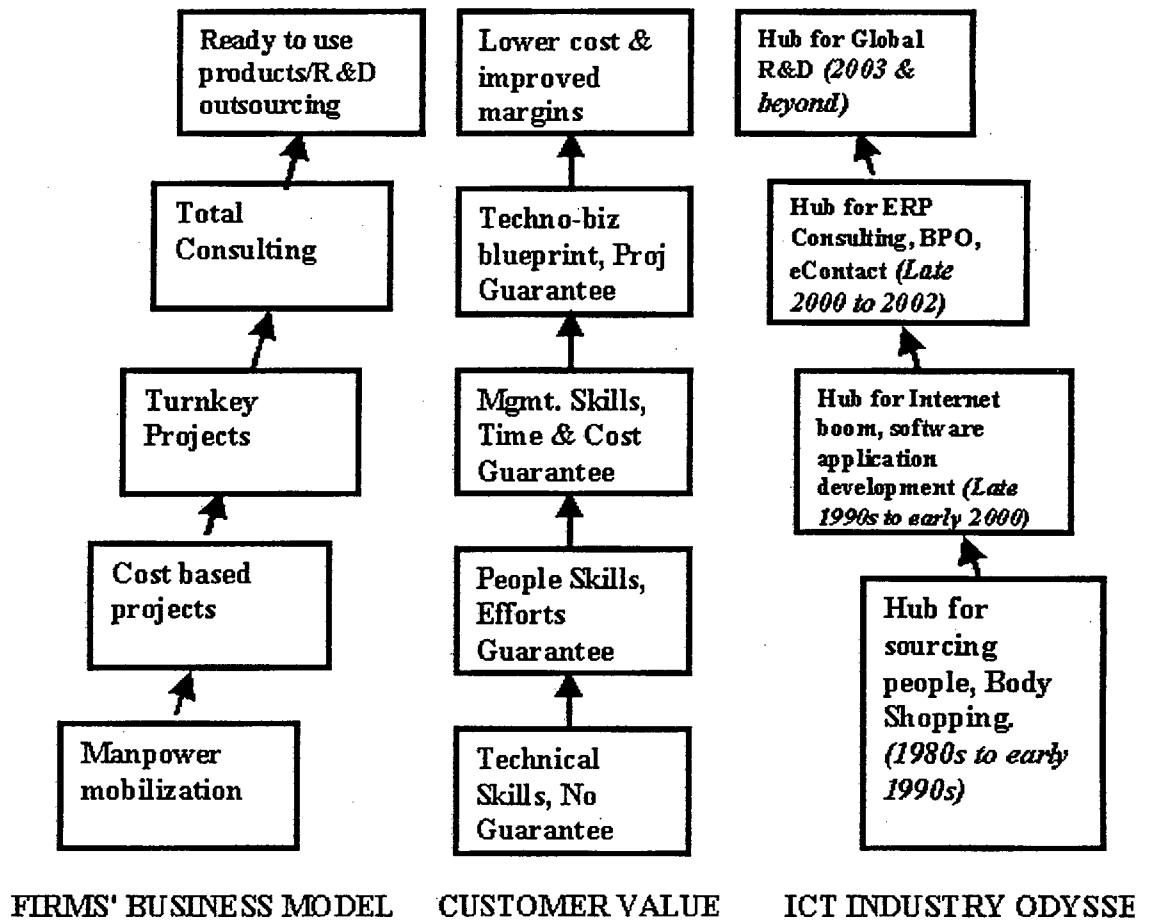 Ready to use
products/R&D
outsourcing
Total
Consulting
Turnkey
Projects
Cost based
projects
Manpower
mobilization
FIRMS' BUSINESS MODEL
Lower cost &
improved
margins
Techno-biz
blueprint, Proj
Guarantee
Mgmt. Skills,
Time & Cost
Guarantee
People Skills,
Efforts
Guarantee
Technical
Skills, No
Guarantee
CUSTOMER VALUE
Hub for Global
R&D (2003 &
beyond)
Hub for ERP
Consulting, BPO,
eContact (Late
2000 to 2002)
Hub for Internet
boom, software
application
development (Late
1990s to early 2000)
Hub for
sourcing
people, Body
Shopping.
(1980s to early
1990s)
ICT INDUSTRY ODYSSE